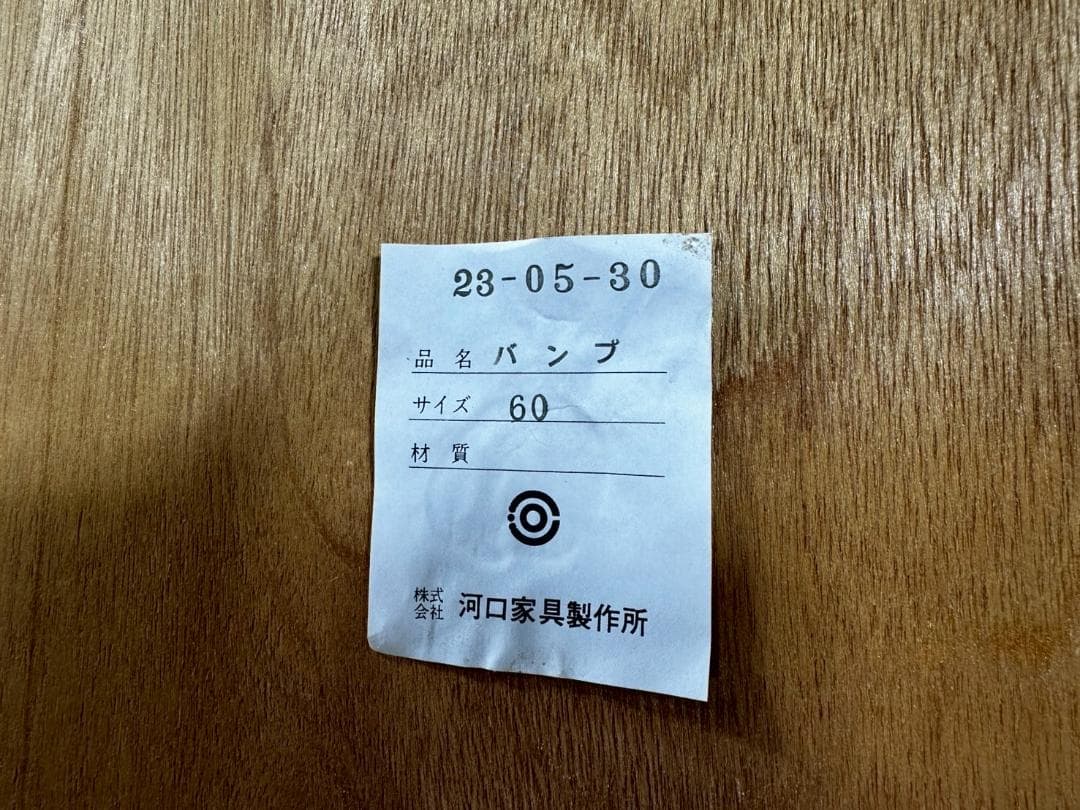 23-05-30
品名 バンプ
サイズ 60
材質
株式会社 河口家具製作所